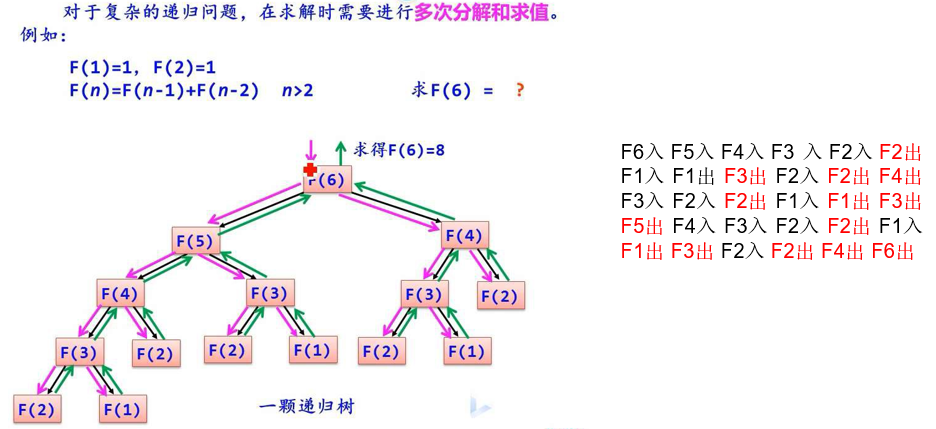 对于复杂的递归问题，在求解时需要进行多次分解和求值。
例如：
F(1)=1，F(2)=1
F(n)=F(n-1)+F(n-2) n>2 求F(6) = ?
求得F(6)=8
F(6)
F(5) F(4)
F(4) F(3) F(3) F(2)
F(3) F(2) F(2) F(1) F(2) F(1)
F(2) F(1)
一颗递归树
F6入 F5入 F4入 F3 入 F2入 F2出
F1入 F1出 F3出 F2入 F2出 F4出
F3入 F2入 F2出 F1入 F1出 F3出
F5出 F4入 F3入 F2入 F2出 F1入
F1出 F3出 F2入 F2出 F4出 F6出